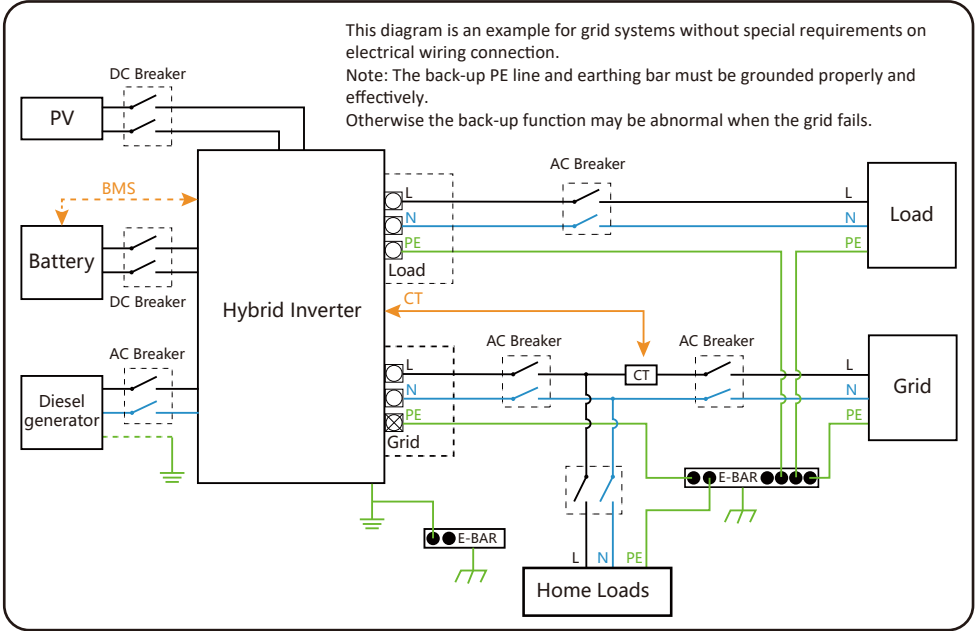 This diagram is an example for grid systems without special requirements on
electrical wiring connection.
Note: The back-up PE line and earthing bar must be grounded properly and
effectively.
Otherwise the back-up function may be abnormal when the grid fails.
DC Breaker
PV
BMS
Battery
DC Breaker
AC Breaker
Diesel
generator
Hybrid Inverter
L
N
PE
Load
AC Breaker
L
N
PE
Load
CT
AC Breaker
CT
AC Breaker
L
N
PE
Grid
L
N
PE
Grid
E-BAR
E-BAR
L
N
PE
Home Loads